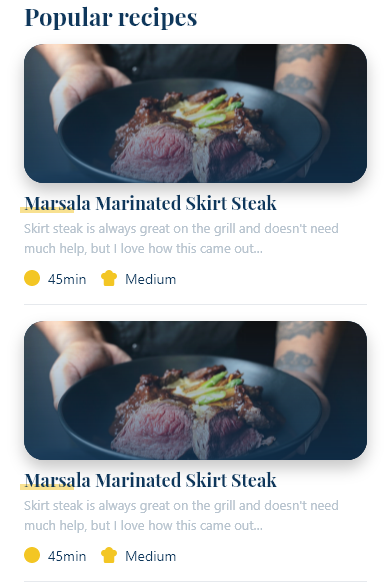 Popular recipes
Marsala Marinated Skirt Steak
Skirt steak is always great on the grill and doesn't need
much help, but I love how this came out...
45min Medium
Marsala Marinated Skirt Steak
Skirt steak is always great on the grill and doesn't need
much help, but I love how this came out...
45min Medium